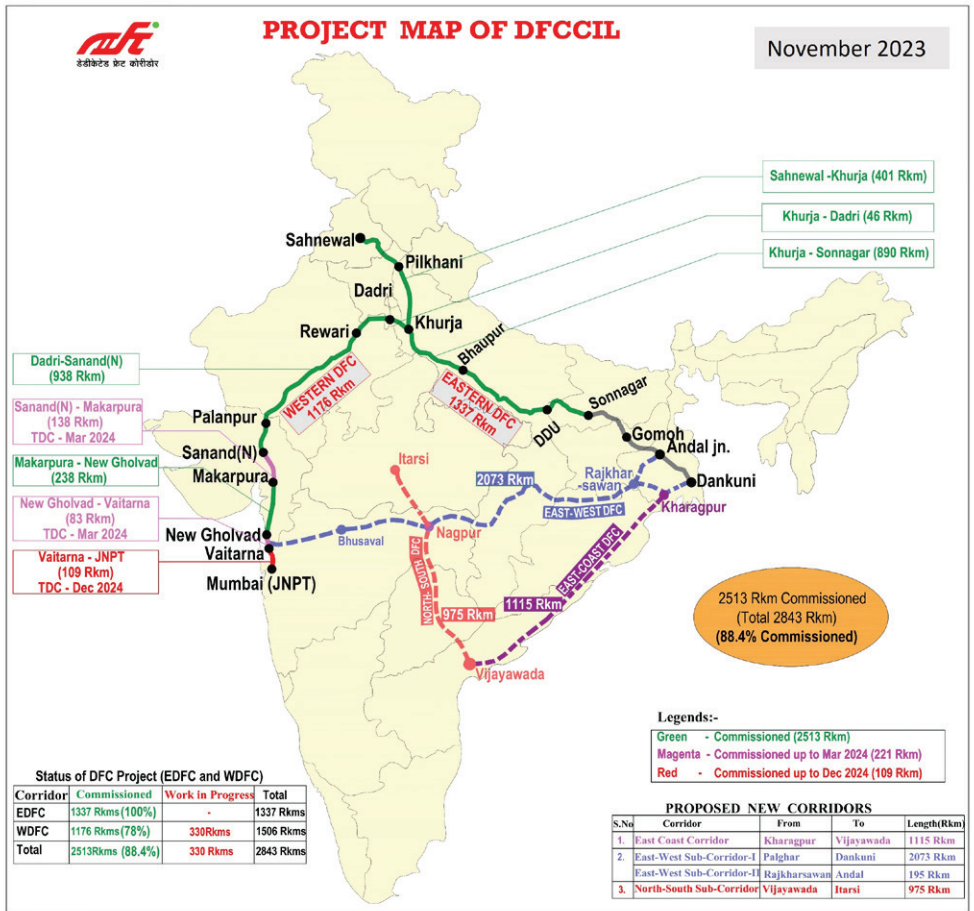 PROJECT MAP OF DFCCIL
November 2023
डेडीकेटेड फ्रेट कोरीडोर
Sahnewal -Khurja (401 Rkm)
Khurja - Dadri (46 Rkm)
Khurja - Sonnagar (890 Rkm)
Sahnewal
Pilkhani
Dadri
Rewari
Khurja
Bhaupur
WESTERN DFC
1176 Rkm
EASTERN DFC
1337 Rkm
Dadri-Sanand(N)
(938 Rkm)
Sanand(N) - Makarpura
(138 Rkm)
TDC - Mar 2024
Makarpura - New Gholvad
(238 Rkm)
New Gholvad - Vaitarna
(83 Rkm)
TDC - Mar 2024
Vaitarna - JNPT
(109 Rkm)
TDC - Dec 2024
Palanpur
Sanand(N)
Makarpura
New Gholvad
Vaitarna
Mumbai (JNPT)
DDU
Sonnagar
Gomoh
Andal jn.
Dankuni
Itarsi
2073 Rkm
Rajkhar
-sawan
EAST-WEST DFC
Kharagpur
Bhusaval
Nagpur
NORTH- SOUTH DFC
975 Rkm
EAST-COAST DFC
1115 Rkm
Vijayawada
2513 Rkm Commissioned
(Total 2843 Rkm)
(88.4% Commissioned)
Legends:-
Green - Commissioned (2513 Rkm)
Magenta - Commissioned up to Mar 2024 (221 Rkm)
Red - Commissioned up to Dec 2024 (109 Rkm)
Status of DFC Project (EDFC and WDFC)
Corridor Commissioned Work in Progress Total
EDFC 1337 Rkms (100%) - 1337 Rkms
WDFC 1176 Rkms (78%) 330Rkms 1506 Rkms
Total 2513Rkms (88.4%) 330 Rkms 2843 Rkms
PROPOSED NEW CORRIDORS
S.No Corridor From To Length(Rkm)
1. East Coast Corridor Kharagpur Vijayawada 1115 Rkm
2. East-West Sub-Corridor-I Palghar Dankuni 2073 Rkm
East-West Sub-Corridor-II Rajkharsawan Andal 195 Rkm
3. North-South Sub-Corridor Vijayawada Itarsi 975 Rkm